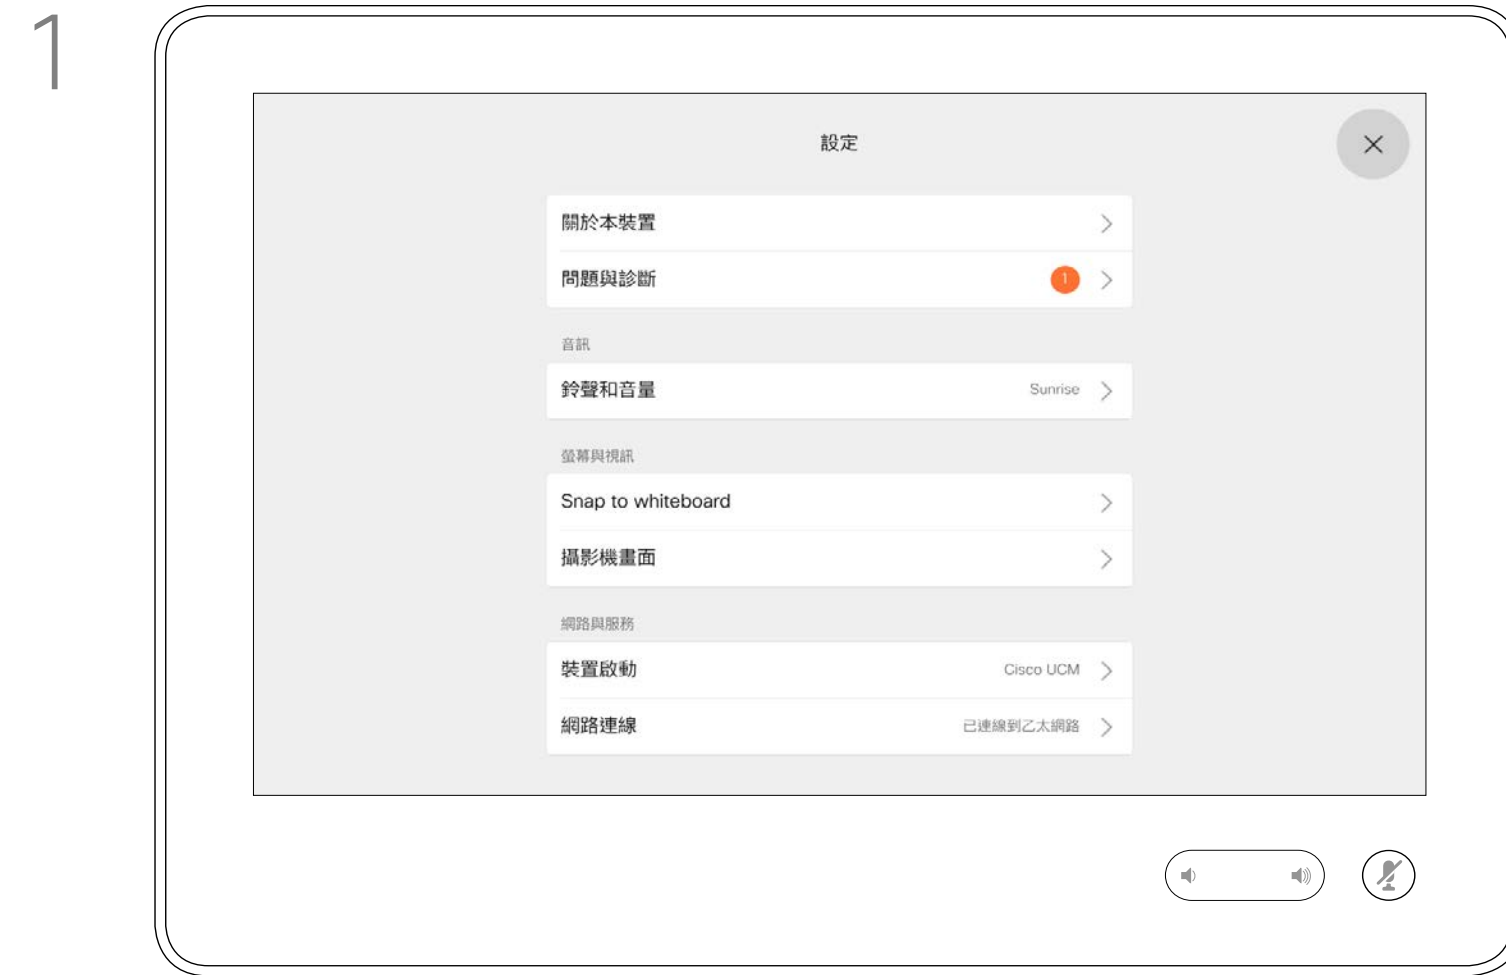 1
設定
關於本裝置
問題與診斷 1
音訊
鈴聲和音量 Sunrise
螢幕與視訊
Snap to whiteboard
攝影機畫面
網路與服務
裝置啟動 Cisco UCM
網路連線 已連線到乙太網路